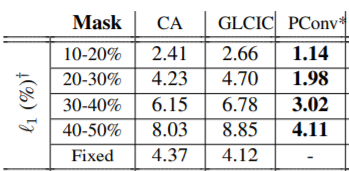 Mask CA GLCIC PConv*
ℓ₁ (%)†
10-20% 2.41 2.66 1.14
20-30% 4.23 4.70 1.98
30-40% 6.15 6.78 3.02
40-50% 8.03 8.85 4.11
Fixed 4.37 4.12 -